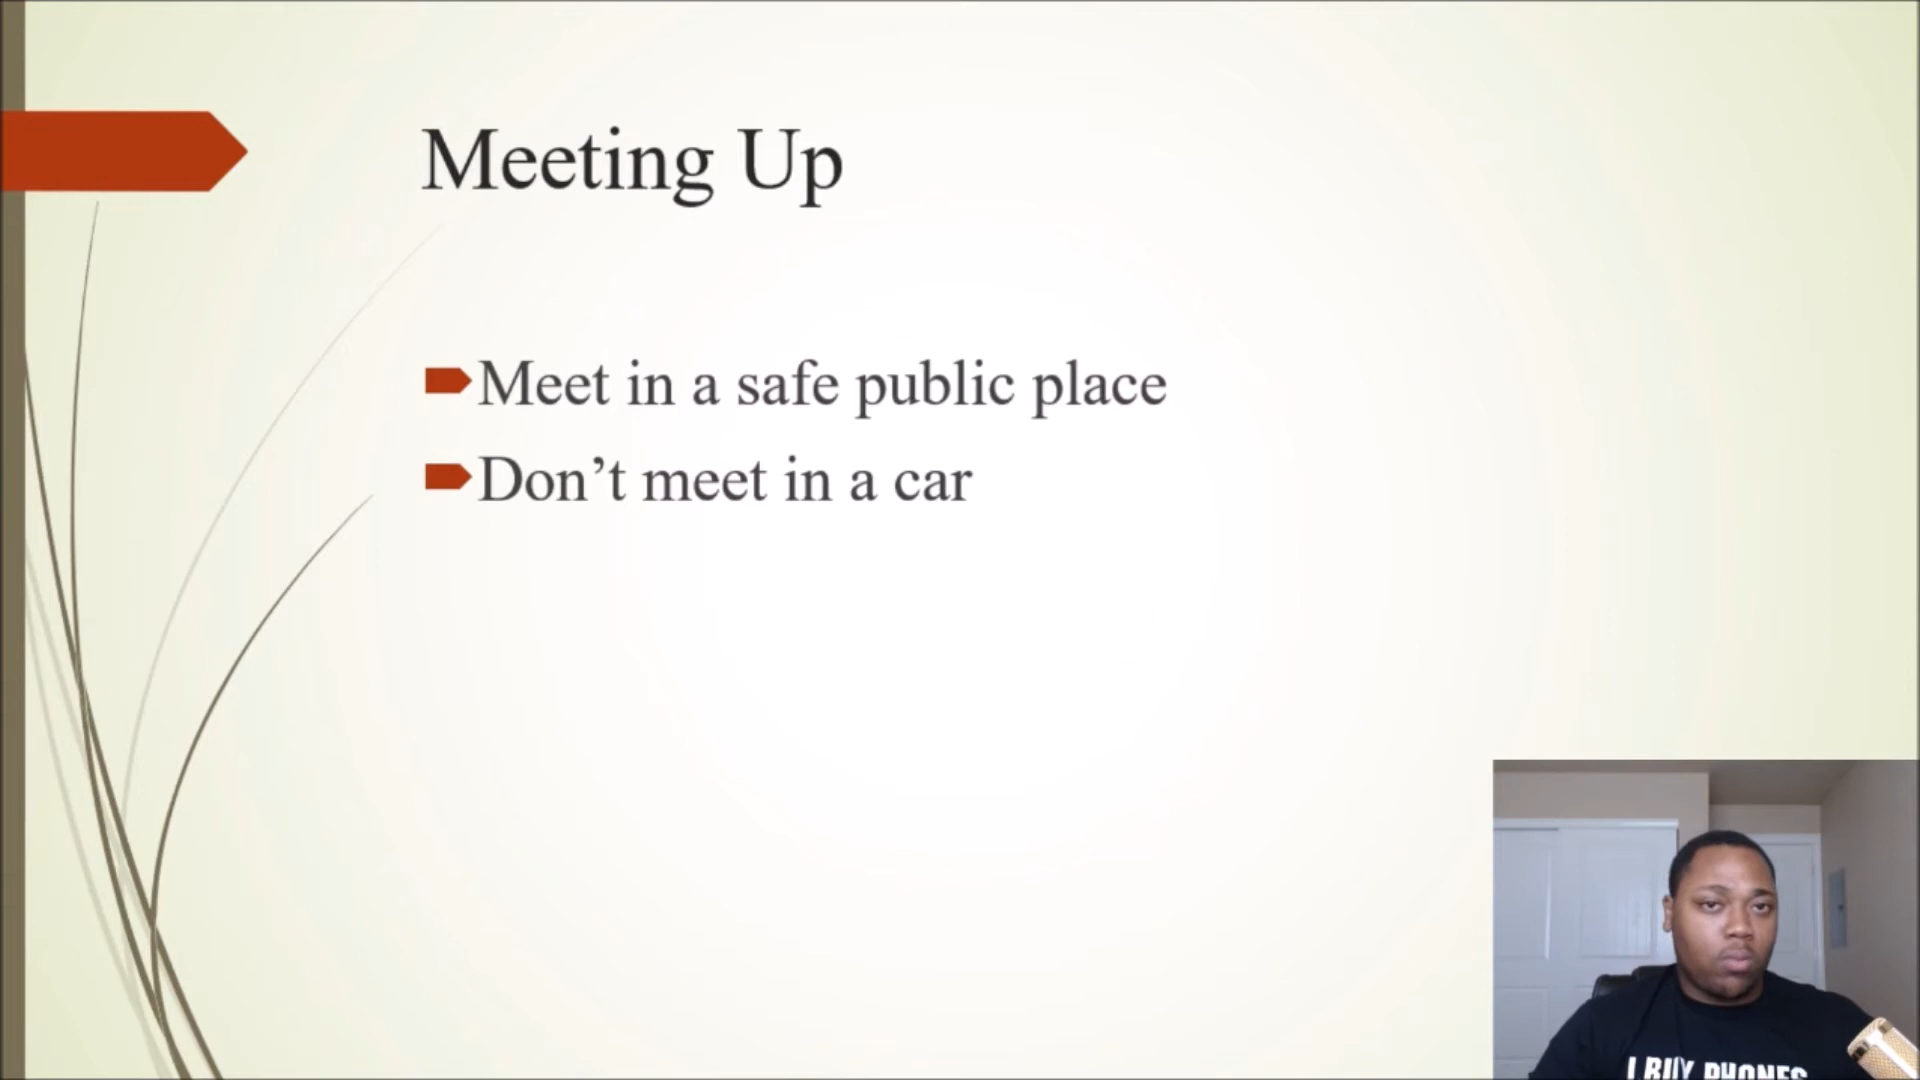 Meeting Up
Meet in a safe public place
Don’t meet in a car
I BUY PHONES